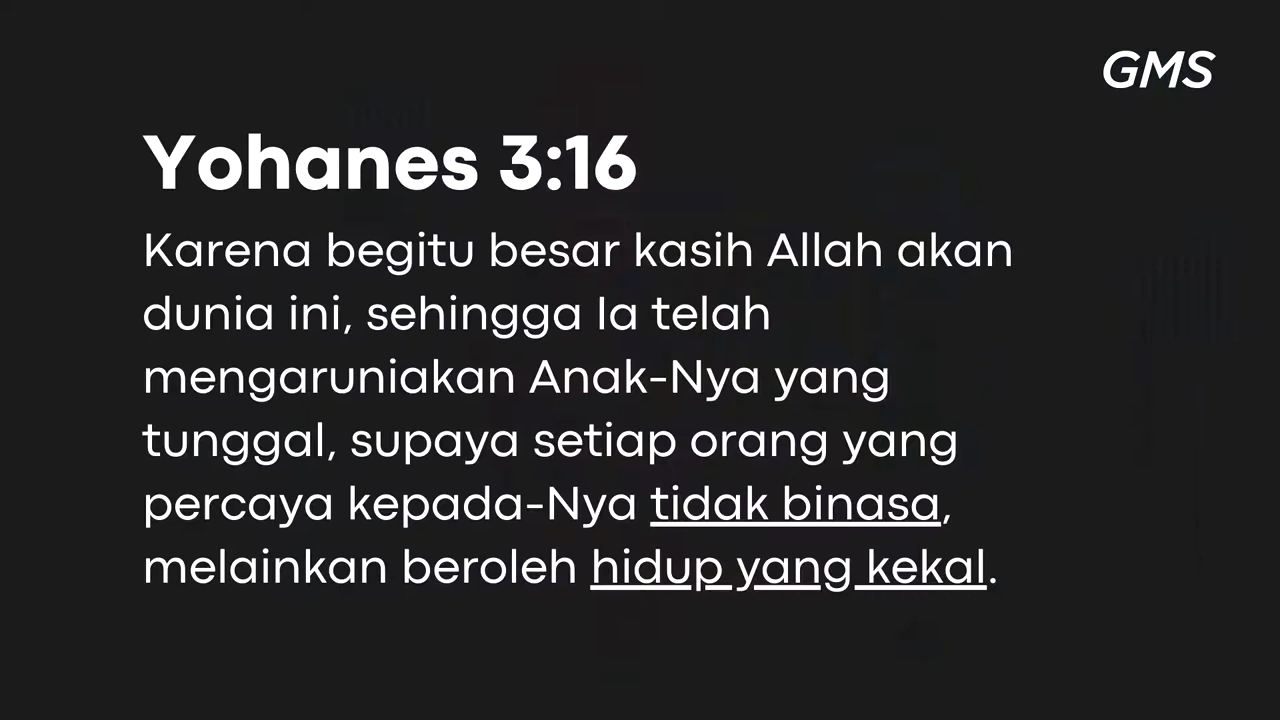 GMS
Yohanes 3:16
Karena begitu besar kasih Allah akan
dunia ini, sehingga Ia telah
mengaruniakan Anak-Nya yang
tunggal, supaya setiap orang yang
percaya kepada-Nya tidak binasa,
melainkan beroleh hidup yang kekal.